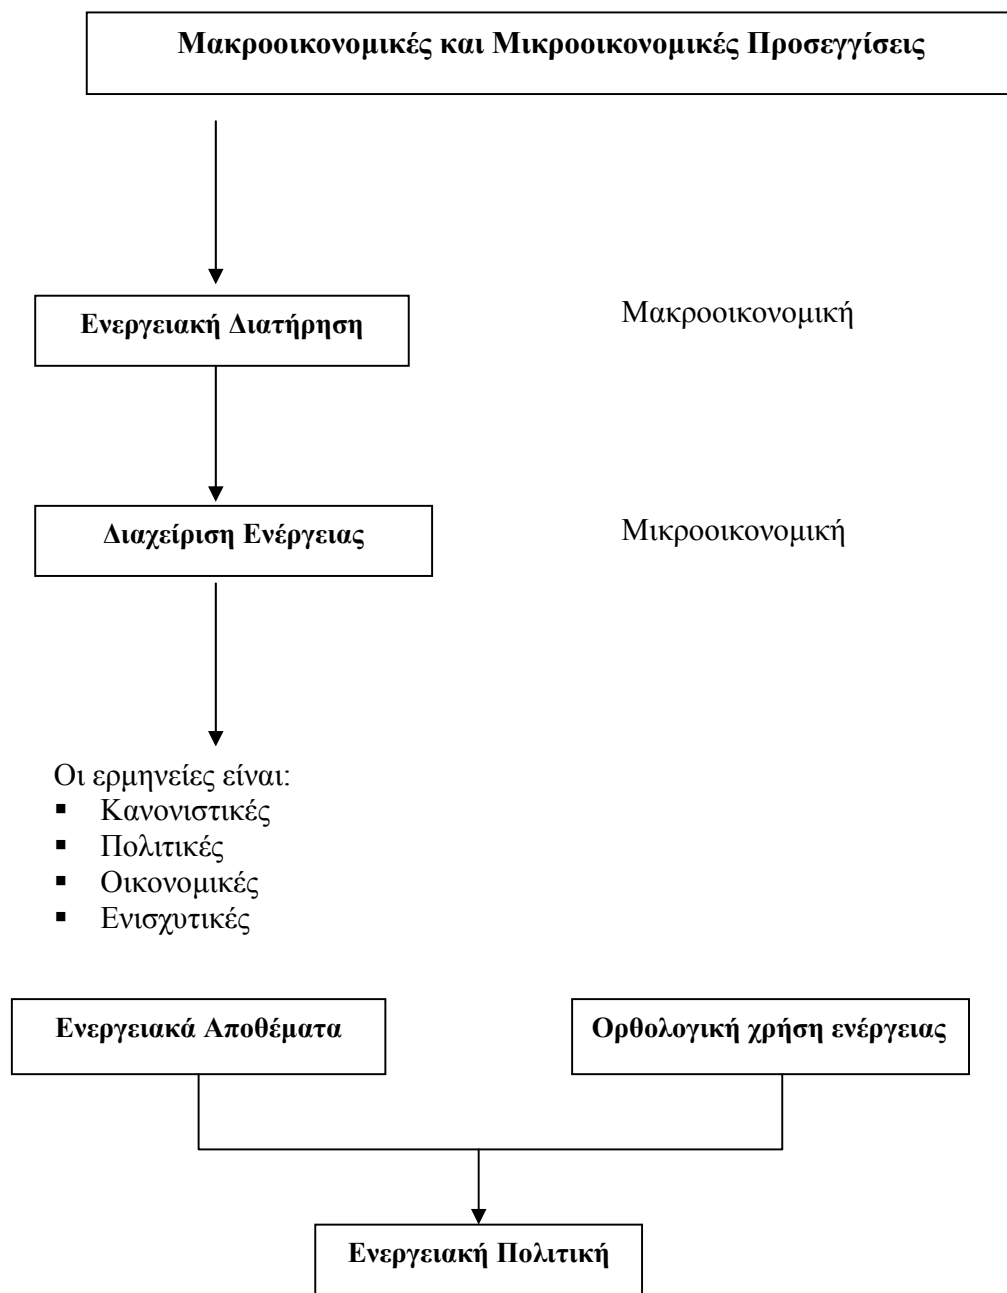 Μακροοικονομικές και Μικροοικονομικές Προσεγγίσεις
Ενεργειακή Διατήρηση
Μακροοικονομική
Διαχείριση Ενέργειας
Μικροοικονομική
Οι ερμηνείες είναι:
▪ Κανονιστικές
▪ Πολιτικές
▪ Οικονομικές
▪ Ενισχυτικές
Ενεργειακά Αποθέματα
Ορθολογική χρήση ενέργειας
Ενεργειακή Πολιτική